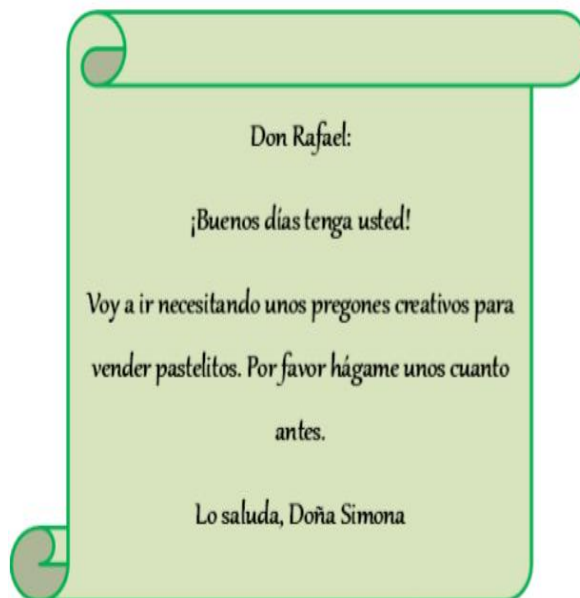 Don Rafael:
¡Buenos días tenga usted!
Voy a ir necesitando unos pregones creativos para
vender pastelitos. Por favor hágame unos cuanto
antes.
Lo saluda, Doña Simona